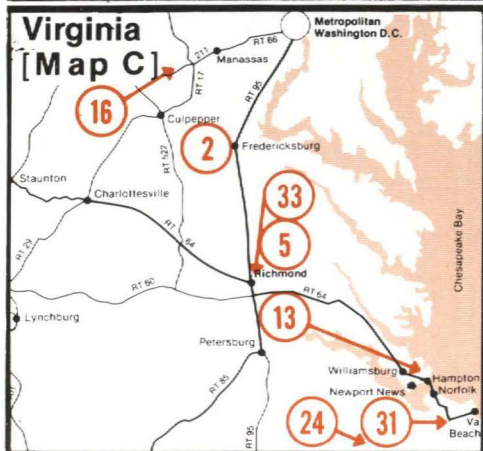 Virginia
[Map C]
Metropolitan
Washington D.C.
RT 66
211
Manassas
RT 17
RT 95
16
Culpepper
2
Fredericksburg
RT 522
Staunton
Charlottesville
33
5
RT 29
RT 64
Richmond
Chesapeake Bay
RT 60
RT 64
13
Lynchburg
Petersburg
Williamsburg
Hampton
Newport News
Norfolk
RT 85
RT 95
24
31
Va
Beach